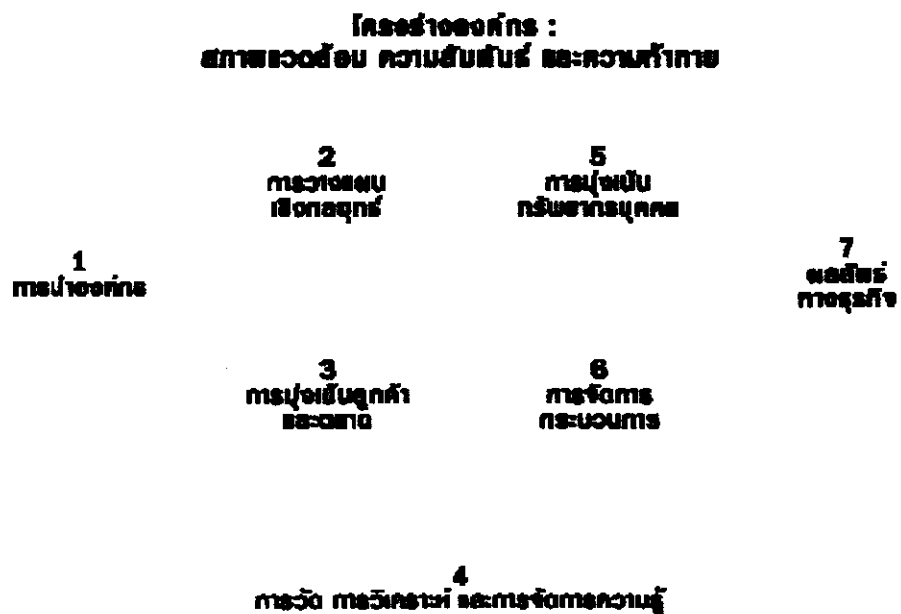 โครงร่างองค์กร :
สภาพแวดล้อม ความสัมพันธ์ และความท้าทาย
2
การวางแผน
เชิงกลยุทธ์
5
การมุ่งเน้น
ทรัพยากรบุคคล
1
การนำองค์กร
7
ผลลัพธ์
ทางธุรกิจ
3
การมุ่งเน้นลูกค้า
และตลาด
6
การจัดการ
กระบวนการ
4
การวัด การวิเคราะห์ และการจัดการความรู้